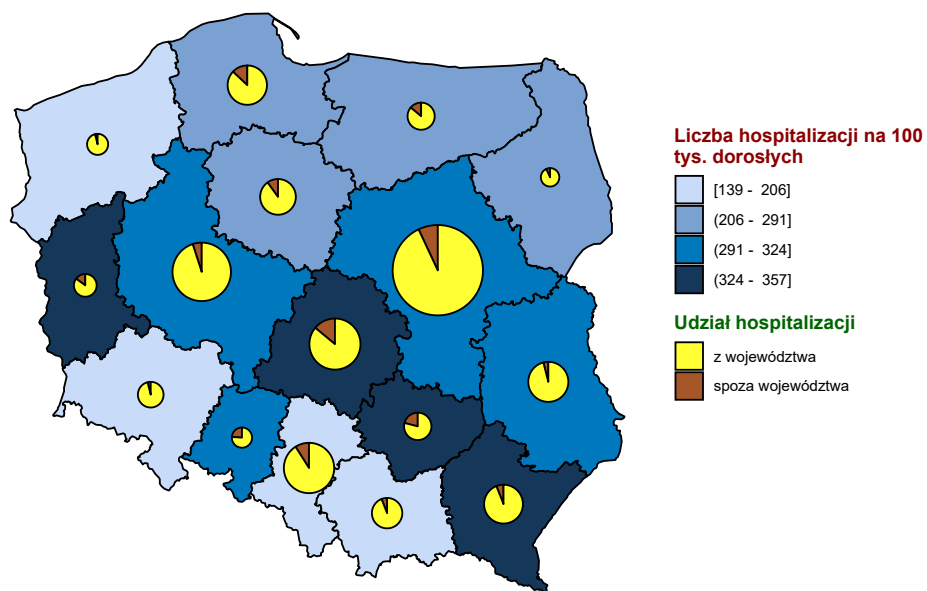 Liczba hospitalizacji na 100
tys. dorosłych
[139 - 206]
(206 - 291]
(291 - 324]
(324 - 357]
Udział hospitalizacji
z województwa
spoza województwa